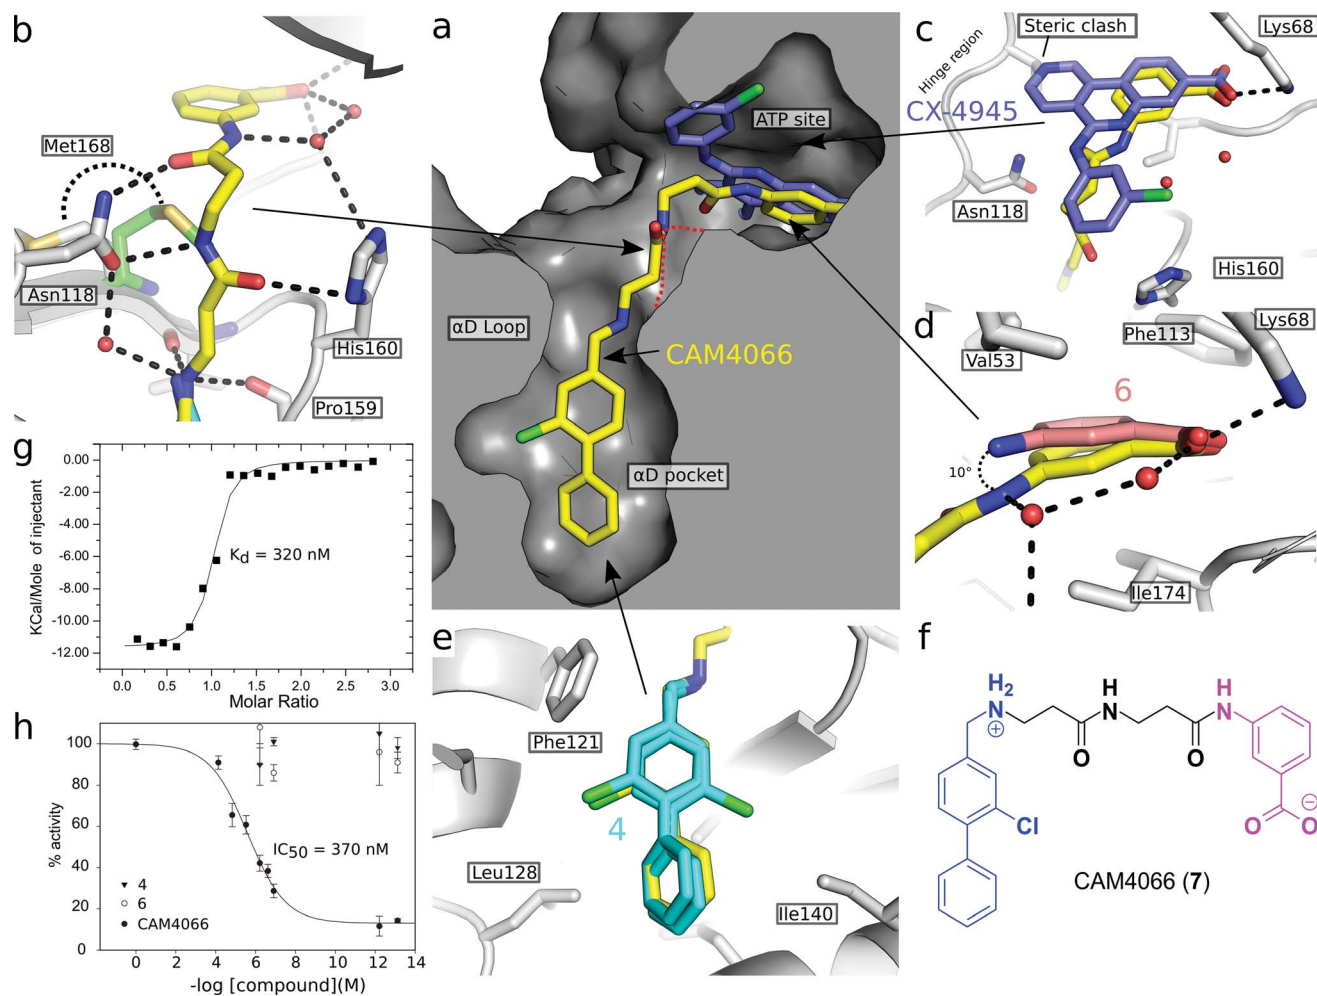 b
Met168
Asn118
His160
Pro159
a
ATP site
αD Loop
CAM4066
αD pocket
c
Steric clash
Hinge region
Lys68
CX-4945
Asn118
His160
d
Val53
Phe113
Lys68
6
10°
Ile174
g
KCal/Mole of injectant
0.00
-2.00
-4.00
-6.00
-8.00
-10.00
-12.00
Kd = 320 nM
0.0 0.5 1.0 1.5 2.0 2.5 3.0
Molar Ratio
h
% activity
100
80
60
40
20
0
IC50 = 370 nM
4
6
CAM4066
-2 0 2 4 6 8 10 12 14
-log [compound](M)
e
Phe121
4
Leu128
Ile140
f
H2 H H
N N N
⊕
O O
Cl
O O
⊖
CAM4066 (7)